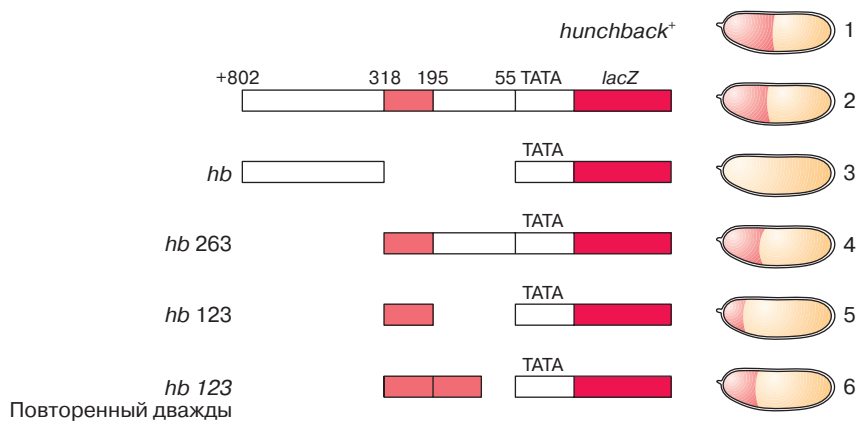 hunchback⁺ 1
+802 318 195 55 TATA lacZ 2
TATA
hb 3
TATA
hb 263 4
TATA
hb 123 5
TATA
hb 123 6
Повторенный дважды